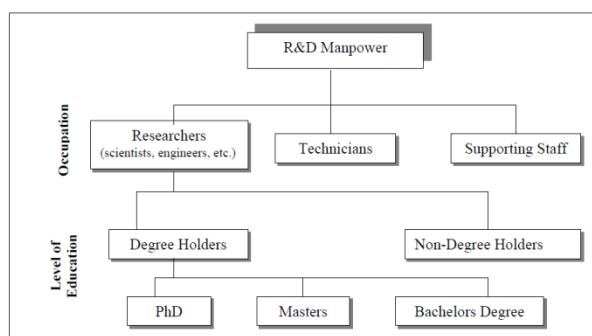 R&D Manpower
Occupation
Researchers
(scientists, engineers, etc.)
Technicians
Supporting Staff
Level of
Education
Degree Holders
Non-Degree Holders
PhD
Masters
Bachelors Degree